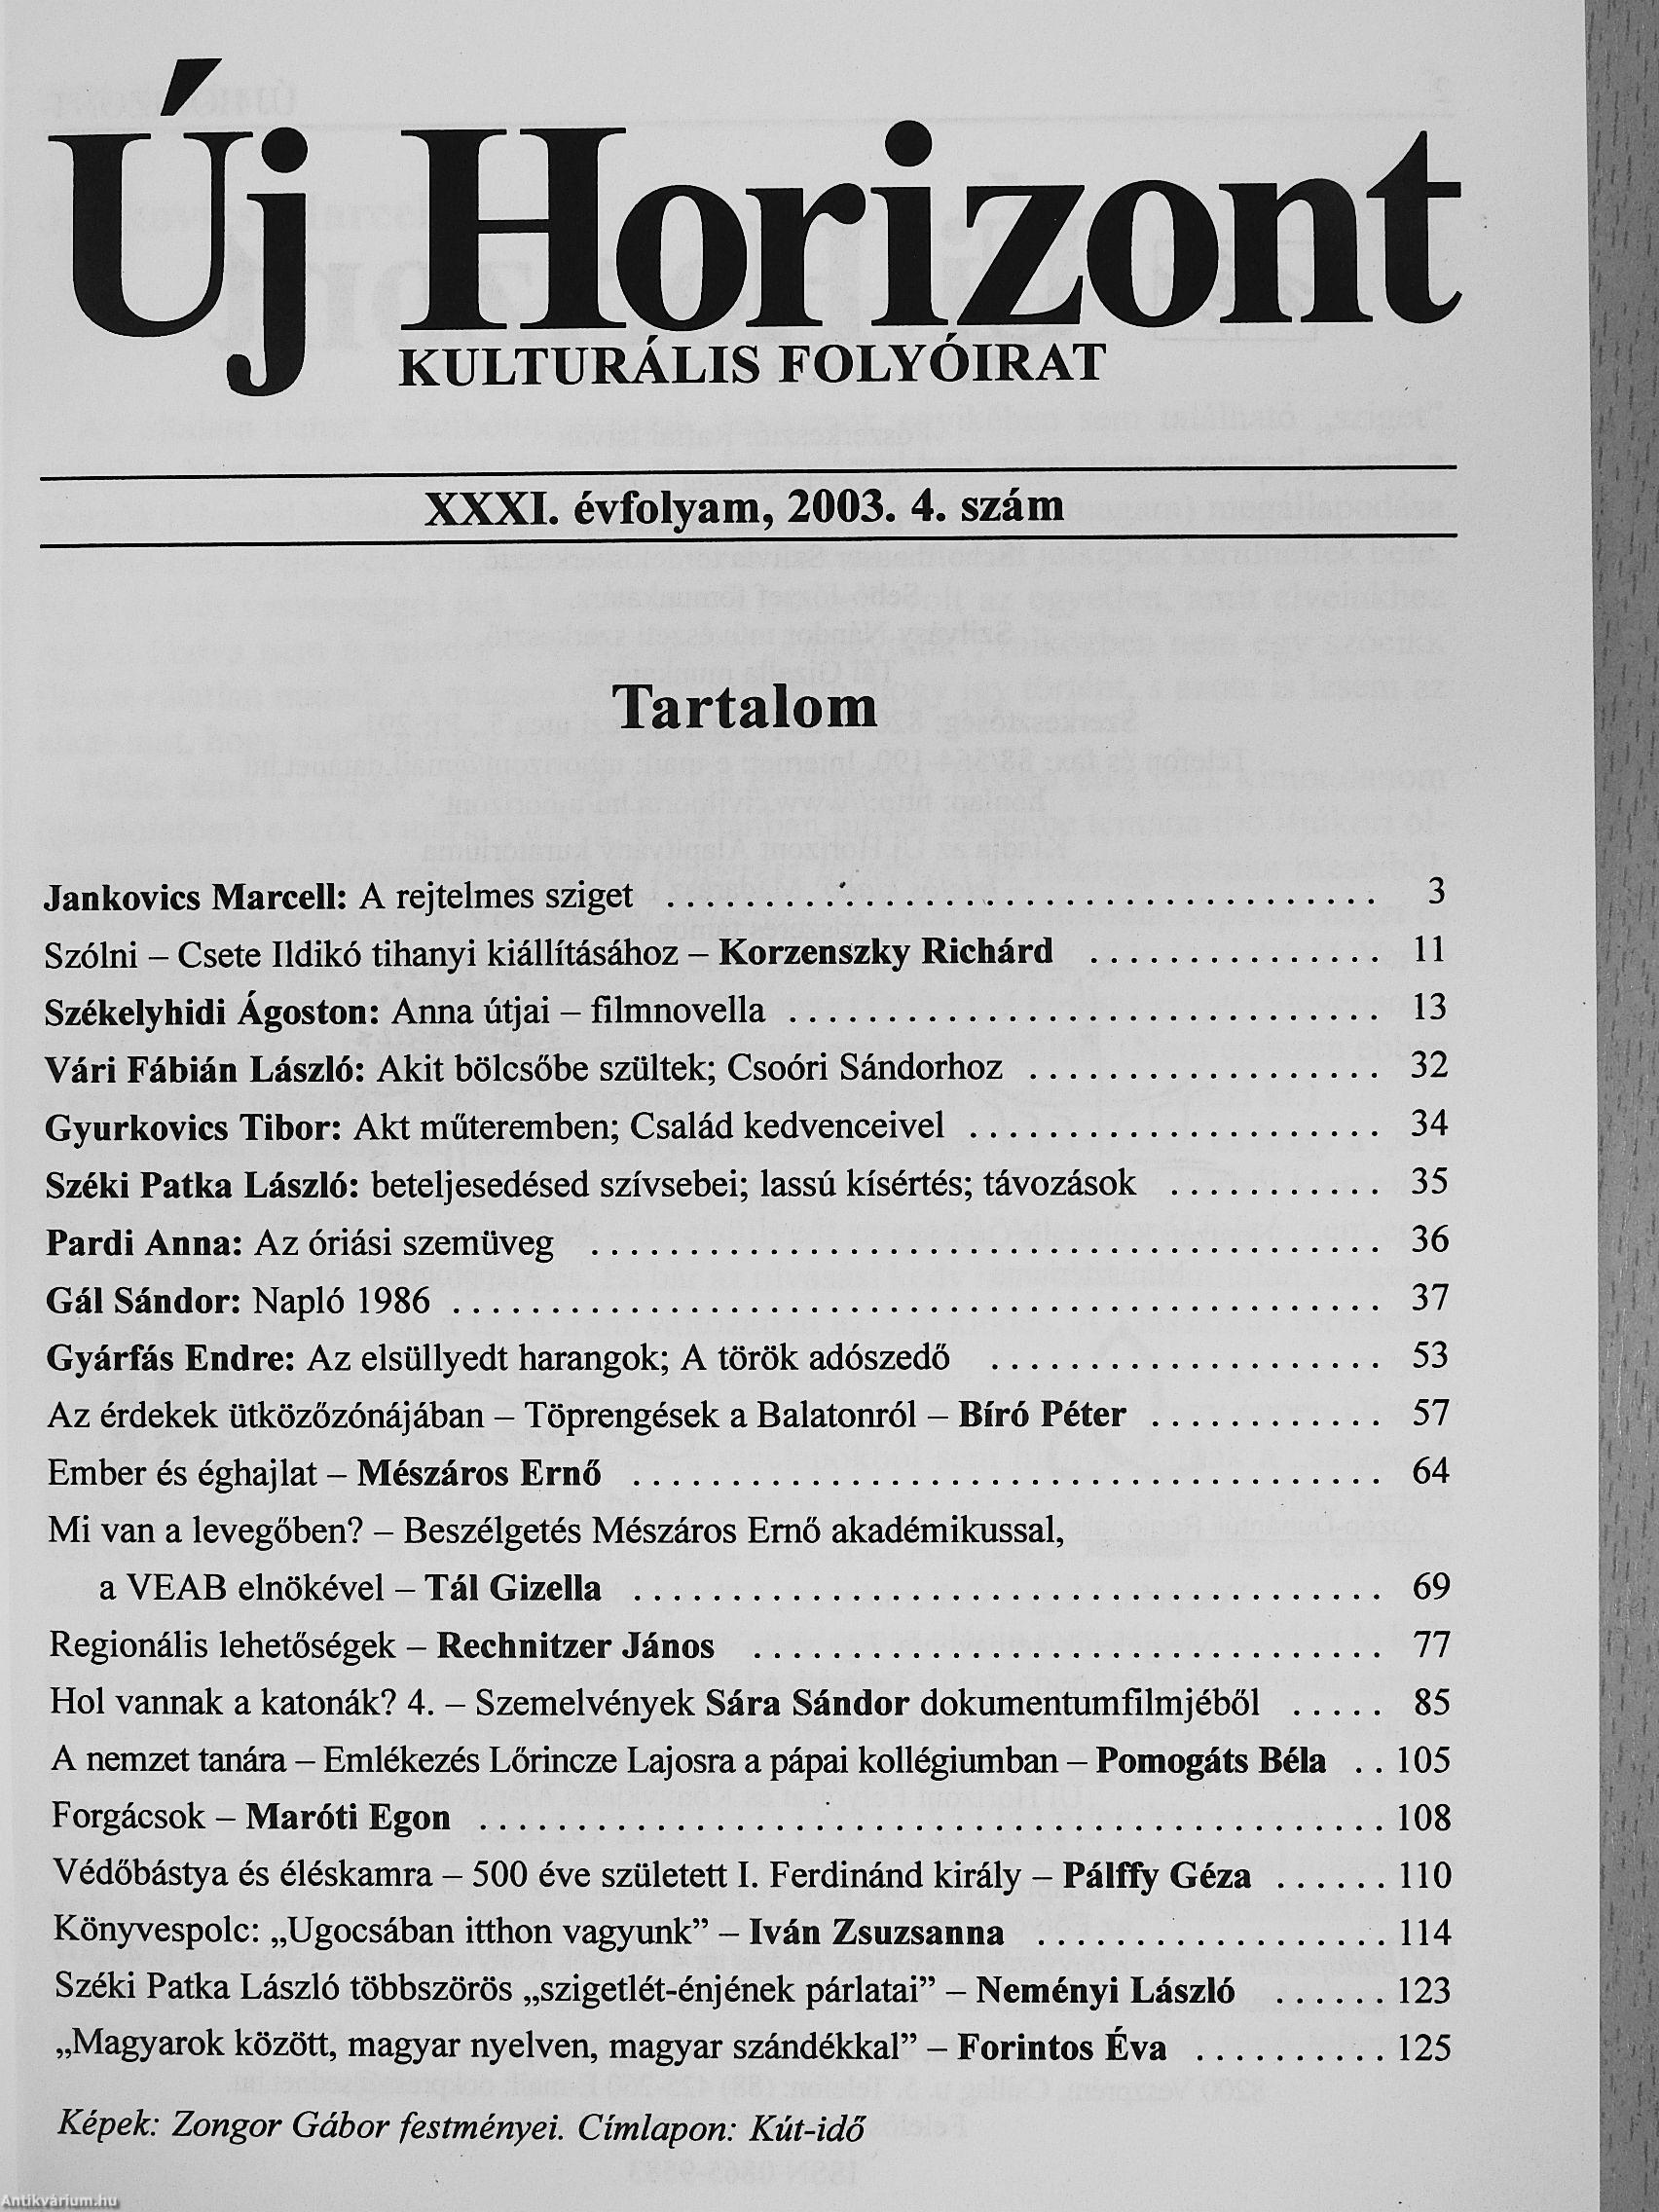 Új Horizont
KULTURÁLIS FOLYÓIRAT
XXXI. évfolyam, 2003. 4. szám
Tartalom
Jankovics Marcell: A rejtelmes sziget . . . . . . . . . . . . . . . . . . . . 3
Szólni – Csete Ildikó tihanyi kiállításához – Korzenszky Richárd . . . . . . . . . . 11
Székelyhidi Ágoston: Anna útjai – filmnovella . . . . . . . . . . . . . . . . . . . . 13
Vári Fábián László: Akit bölcsőbe szültek; Csoóri Sándorhoz . . . . . . . . . . 32
Gyurkovics Tibor: Akt műteremben; Család kedvenceivel . . . . . . . . . . 34
Széki Patka László: beteljesedésed szívsebei; lassú kísértés; távozások . . . . . . . . . . 35
Pardi Anna: Az óriási szemüveg . . . . . . . . . . . . . . . . . . . . 36
Gál Sándor: Napló 1986 . . . . . . . . . . . . . . . . . . . . 37
Gyárfás Endre: Az elsüllyedt harangok; A török adószedő . . . . . . . . . . 53
Az érdekek ütközőzónájában – Töprengések a Balatonról – Bíró Péter . . . . . . . . . . 57
Ember és éghajlat – Mészáros Ernő . . . . . . . . . . . . . . . . . . . . 64
Mi van a levegőben? – Beszélgetés Mészáros Ernő akadémikussal,
a VEAB elnökével – Tál Gizella . . . . . . . . . . . . . . . . . . . . 69
Regionális lehetőségek – Rechnitzer János . . . . . . . . . . . . . . . . . . . . 77
Hol vannak a katonák? 4. – Szemelvények Sára Sándor dokumentumfilmjéből . . . . . 85
A nemzet tanára – Emlékezés Lőrincze Lajosra a pápai kollégiumban – Pomogáts Béla . . 105
Forgácsok – Maróti Egon . . . . . . . . . . . . . . . . . . . . 108
Védőbástya és éléskamra – 500 éve született I. Ferdinánd király – Pálffy Géza . . . . . . 110
Könyvespolc: „Ugocsában itthon vagyunk” – Iván Zsuzsanna . . . . . . . . . . 114
Széki Patka László többszörös „szigetlét-énjének párlatai” – Neményi László . . . . . . 123
„Magyarok között, magyar nyelven, magyar szándékkal” – Forintos Éva . . . . . . . . . . 125
Képek: Zongor Gábor festményei. Címlapon: Kút-idő
Antikvárium.hu